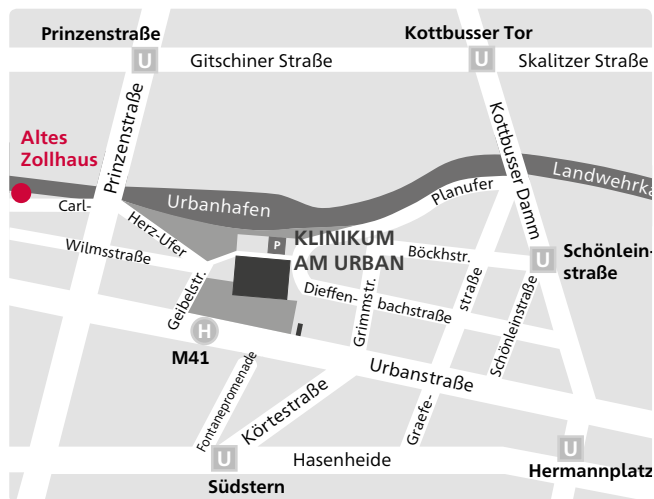 Prinzenstraße
Kottbusser Tor
U
Gitschiner Straße
U
Skalitzer Straße
Prinzenstraße
Kottbusser Damm
Altes
Zollhaus
Landwehrka
Carl-
Herz-Ufer
Urbanhafen
Planufer
P
KLINIKUM
AM URBAN
Wilmsstraße
Böckhstr.
U
Schönlein-
straße
Geibelstr.
Dieffen-
bachstraße
Grimmstr.
Graefe-
straße
Schönleinstraße
H
M41
Urbanstraße
Fontanepromenade
Körtestraße
U
Südstern
Hasenheide
U
Hermannplatz